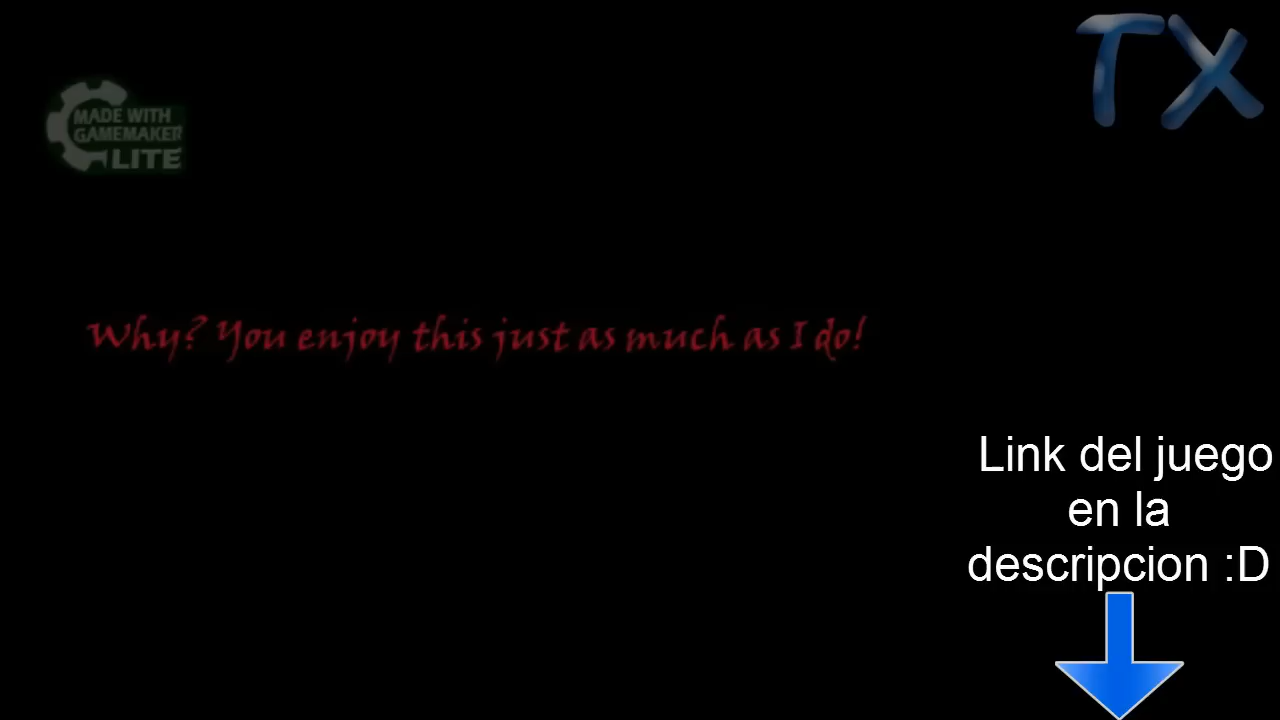 TX
MADE WITH
GAMEMAKER
LITE
Why? You enjoy this just as much as I do!
Link del juego
en la
descripcion :D